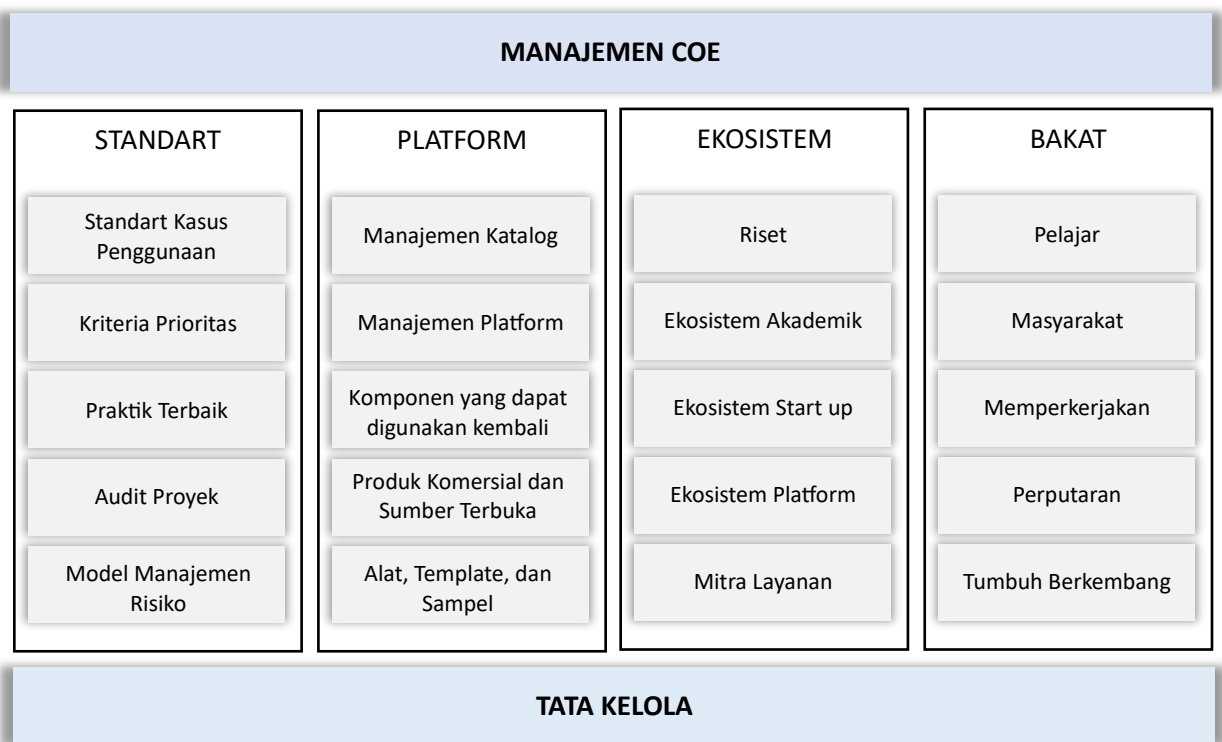 MANAJEMEN COE
STANDART
Standart Kasus
Penggunaan
Kriteria Prioritas
Praktik Terbaik
Audit Proyek
Model Manajemen
Risiko
PLATFORM
Manajemen Katalog
Manajemen Platform
Komponen yang dapat
digunakan kembali
Produk Komersial dan
Sumber Terbuka
Alat, Template, dan
Sampel
EKOSISTEM
Riset
Ekosistem Akademik
Ekosistem Start up
Ekosistem Platform
Mitra Layanan
BAKAT
Pelajar
Masyarakat
Memperkerjakan
Perputaran
Tumbuh Berkembang
TATA KELOLA